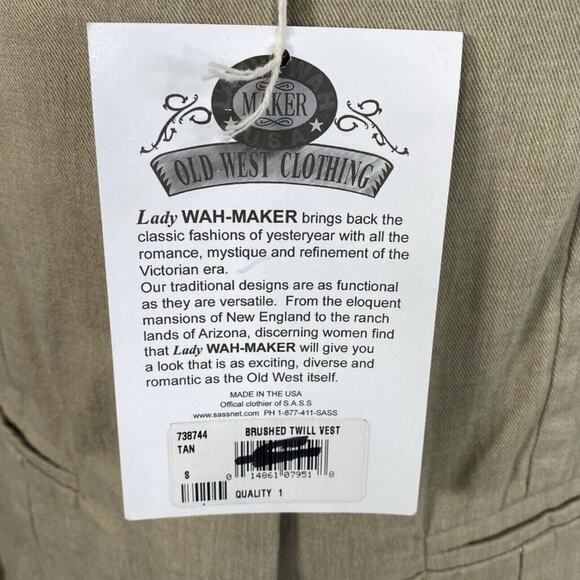 LADY WAH
MAKER
U.S.A.
OLD WEST CLOTHING
Lady WAH-MAKER brings back the
classic fashions of yesteryear with all the
romance, mystique and refinement of the
Victorian era.
Our traditional designs are as functional
as they are versatile. From the eloquent
mansions of New England to the ranch
lands of Arizona, discerning women find
that Lady WAH-MAKER will give you
a look that is as exciting, diverse and
romantic as the Old West itself.
MADE IN THE USA
Offical clothier of S.A.S.S
www.sassnet.com PH 1-877-411-SASS
738744 BRUSHED TWILL VEST
TAN
S
0 14861 07951 8
QUALITY 1